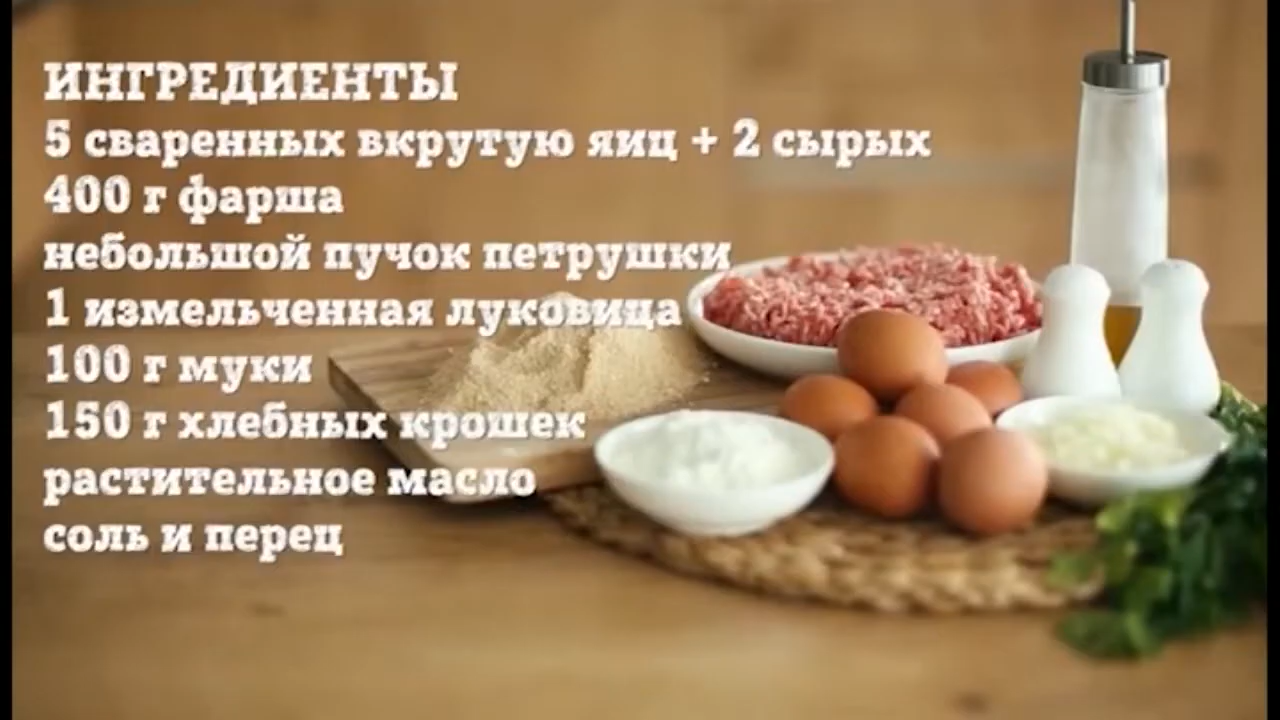 ИНГРЕДИЕНТЫ
5 сваренных вкрутую яиц + 2 сырых
400 г фарша
небольшой пучок петрушки
1 измельченная луковица
100 г муки
150 г хлебных крошек
растительное масло
соль и перец